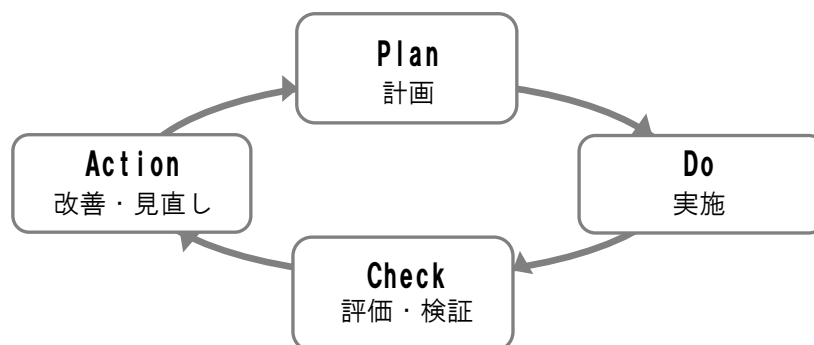 Plan
計画
Action
改善・見直し
Do
実施
Check
評価・検証